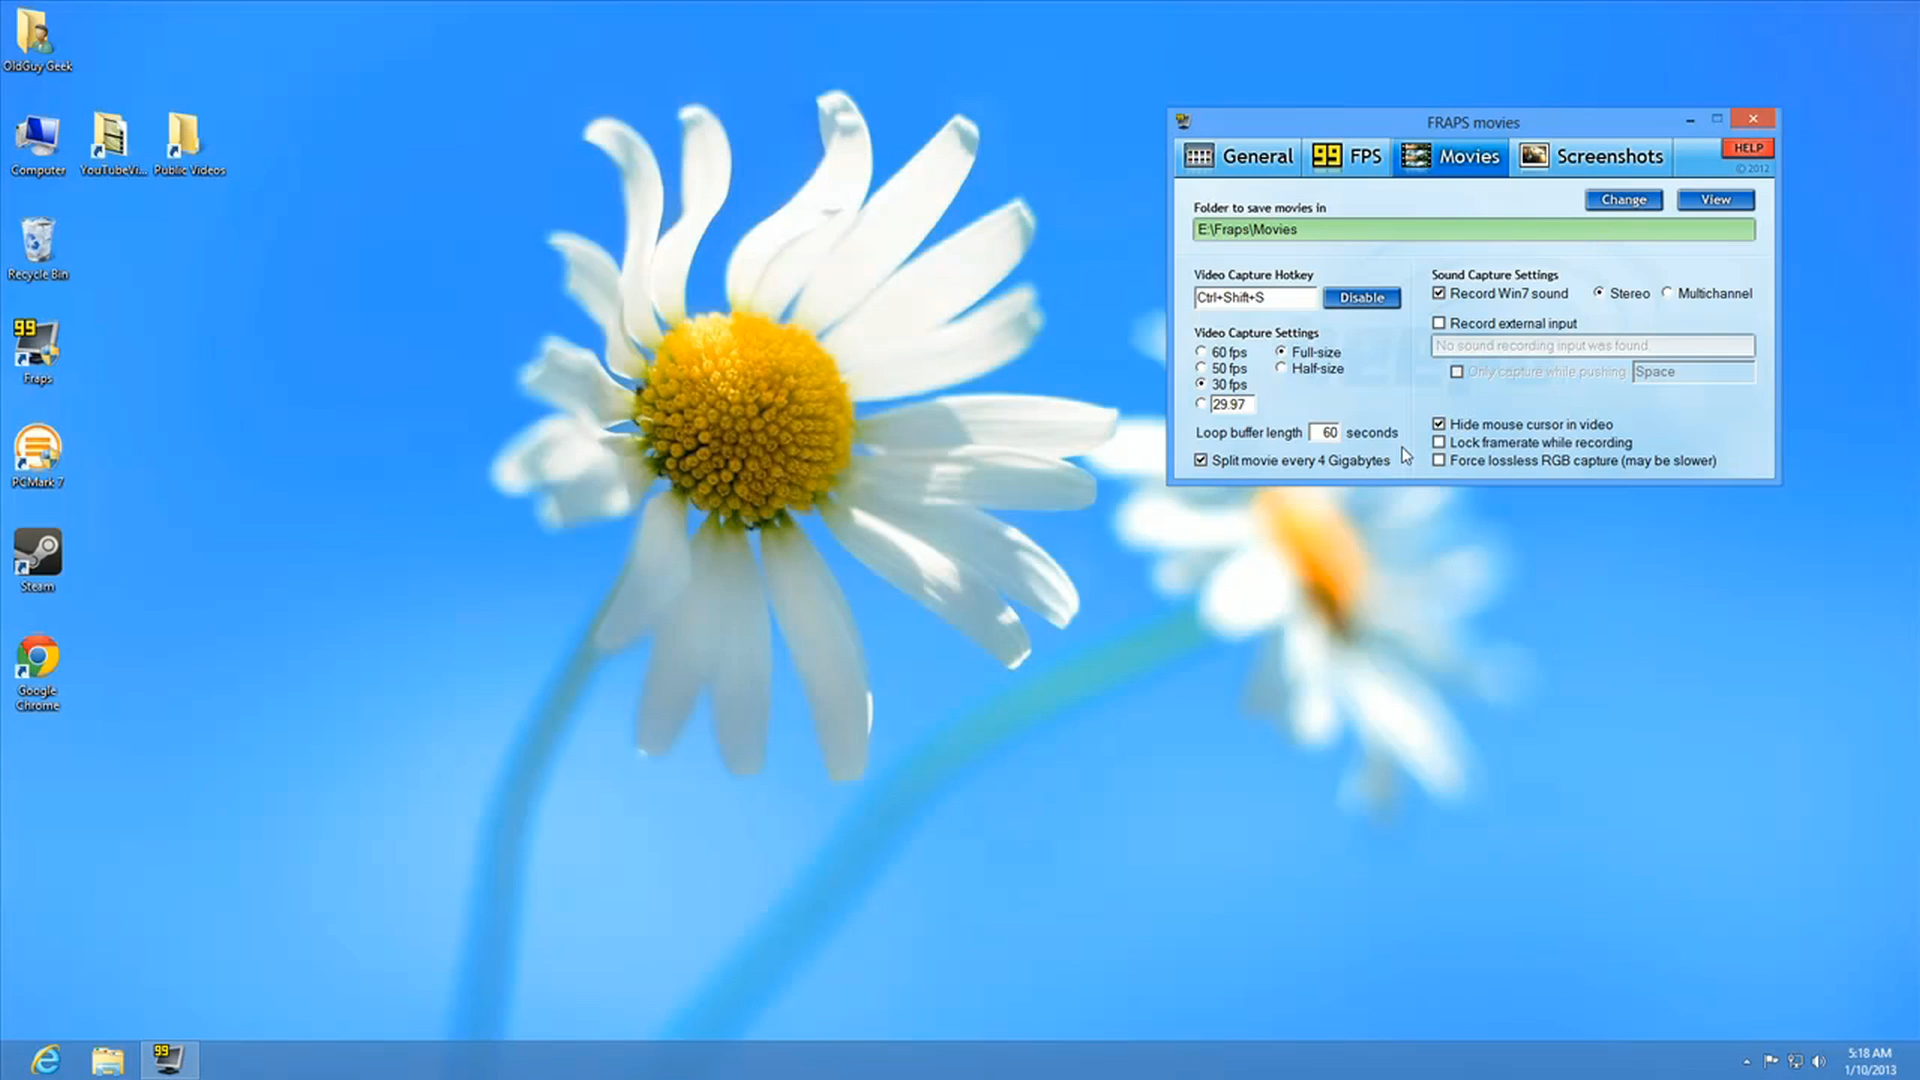 OldGuy Geek
Computer
YouTubeVi...
Public Videos
Recycle Bin
99
Fraps
PCMark 7
Steam
Google
Chrome
FRAPS movies
General
99 FPS
Movies
Screenshots
HELP
© 2012
Folder to save movies in
Change
View
E:\Fraps\Movies
Video Capture Hotkey
Ctrl+Shift+S
Disable
Video Capture Settings
60 fps
Full-size
50 fps
Half-size
30 fps
29.97
Loop buffer length 60 seconds
Split movie every 4 Gigabytes
Sound Capture Settings
Record Win7 sound
Stereo
Multichannel
Record external input
No sound recording input was found.
Only capture while pushing Space
Hide mouse cursor in video
Lock framerate while recording
Force lossless RGB capture (may be slower)
99
5:18 AM
1/10/2013